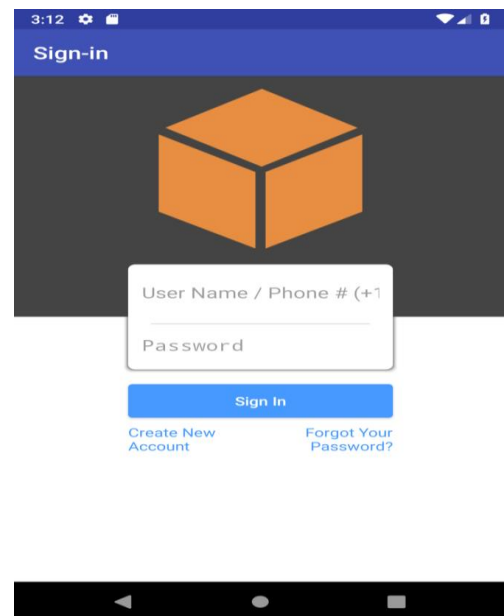 3:12
Sign-in
User Name / Phone # (+1
Password
Sign In
Create New
Account
Forgot Your
Password?